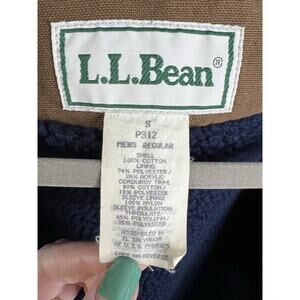 L.L.Bean®
S
P312
MENS REGULAR
SHELL
100% COTTON
LINING:
74% POLYESTER/
26% ACRYLIC
CORDUROY TRIM:
90% COTTON/
10% POLYESTER
SLEEVE LINING:
100% NYLON
SLEEVE INSULATION:
THINSULATE
65% POLYOLEFIN/
35% POLYESTER
ASSEMBLED IN
EL SALVADOR
OF U.S.A. FABRICS
CARE ON REVERSE